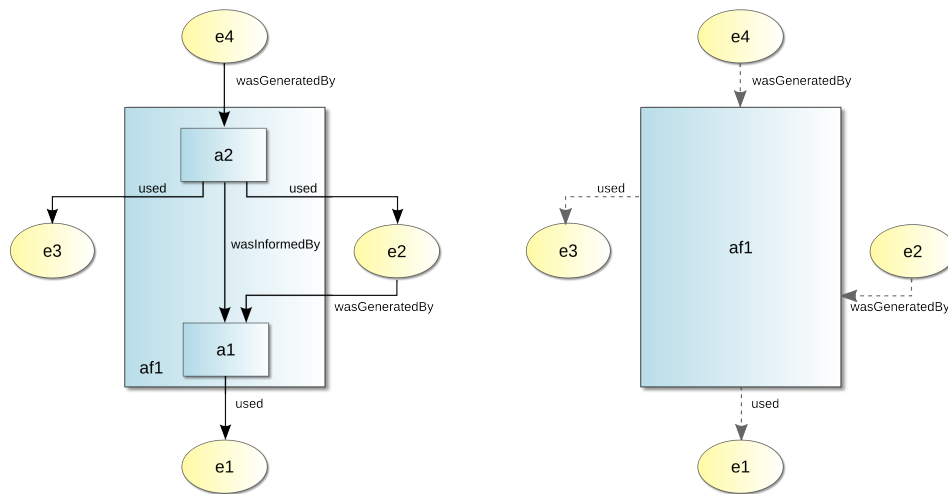 e4
wasGeneratedBy
a2
used
used
e3
wasInformedBy
e2
wasGeneratedBy
a1
af1
used
e1
e4
wasGeneratedBy
used
e3
af1
e2
wasGeneratedBy
used
e1